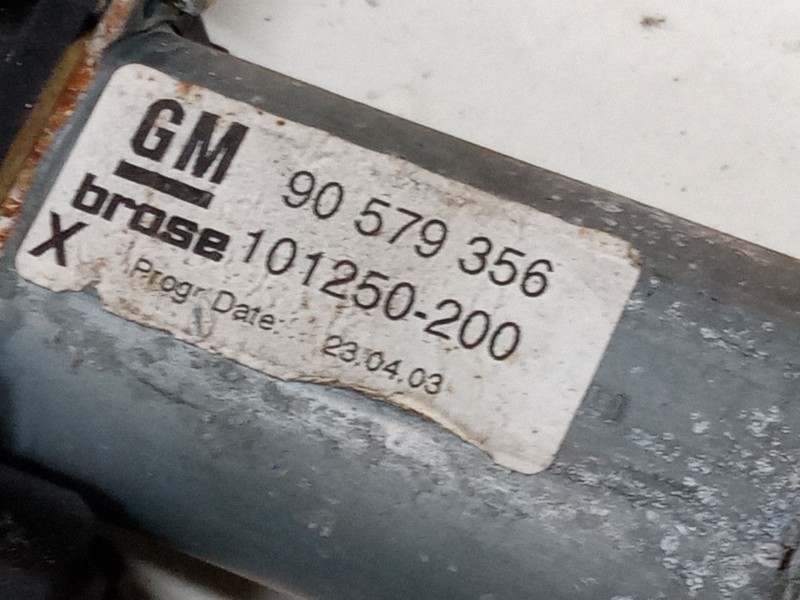 GM 90 579 356
brose 101250-200
X Progr.Date: 23.04.03